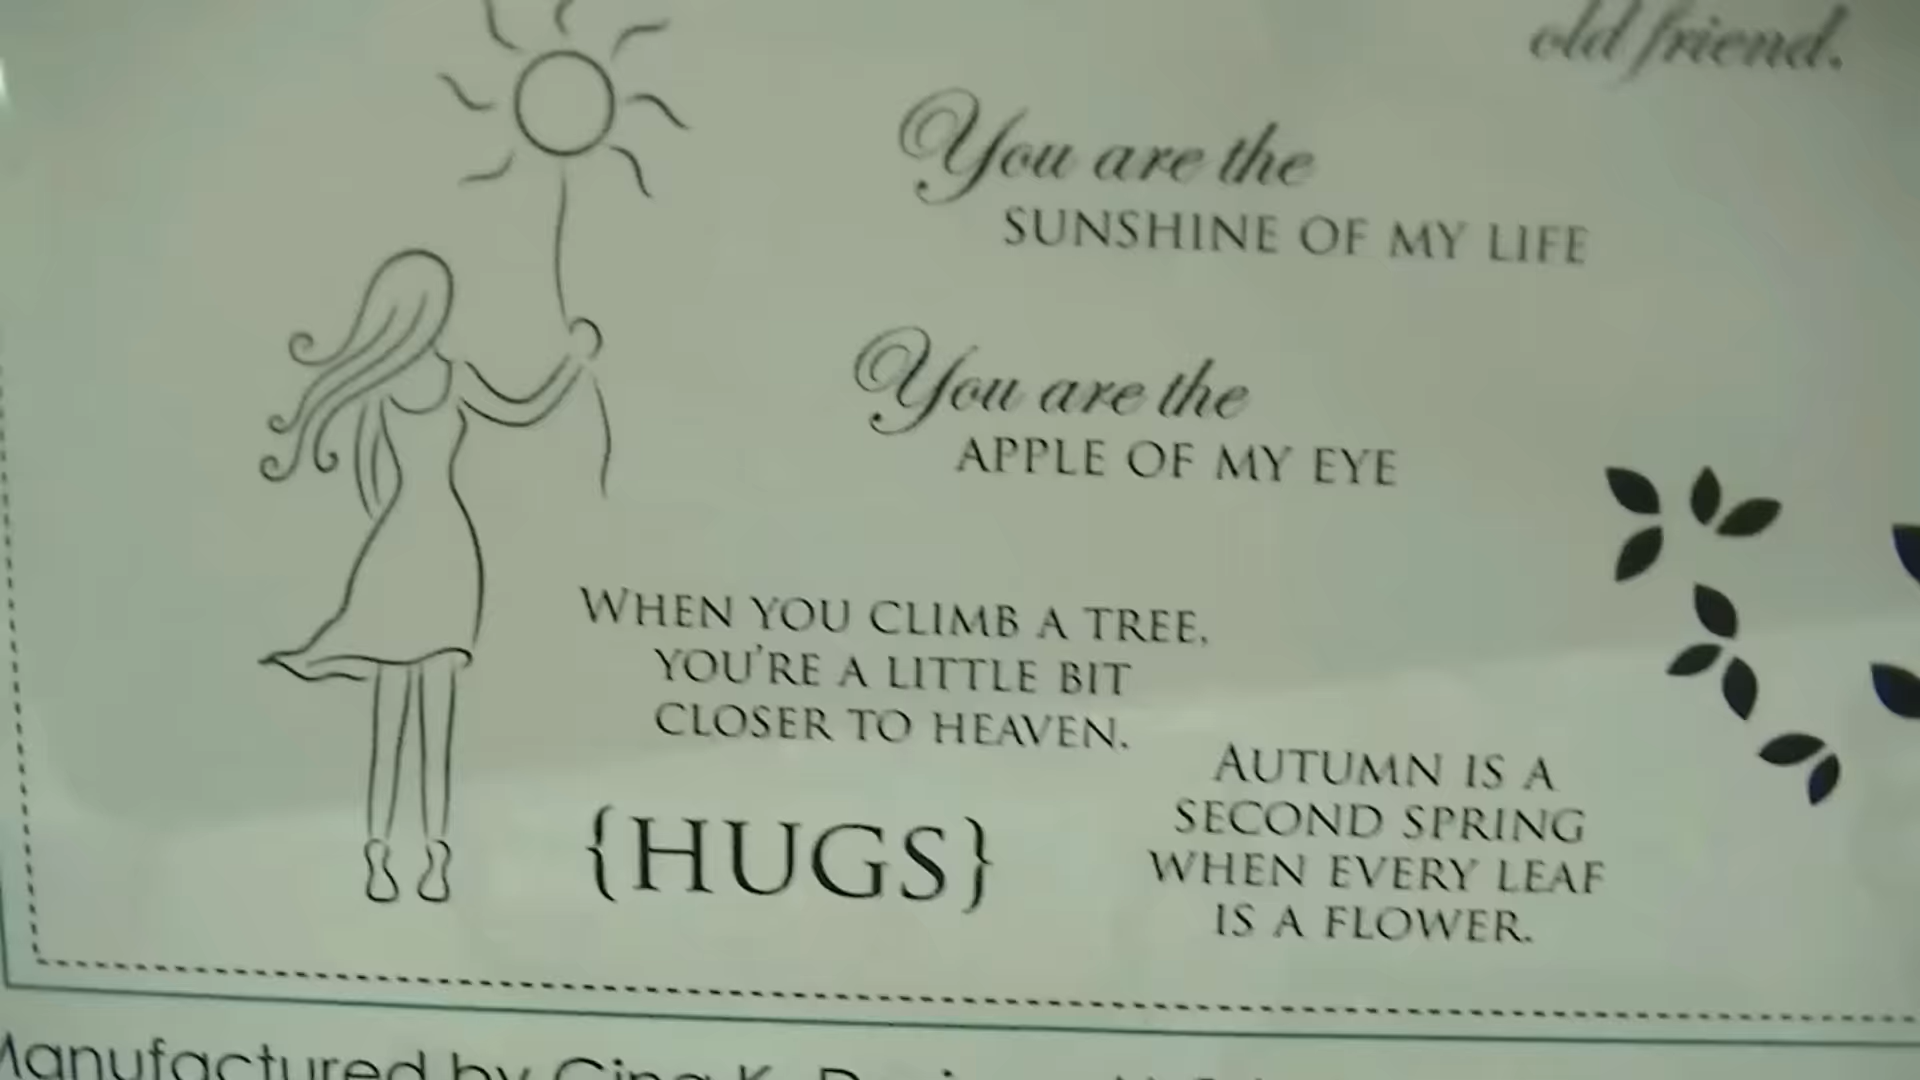 old friend.
You are the
SUNSHINE OF MY LIFE
You are the
APPLE OF MY EYE
WHEN YOU CLIMB A TREE,
YOU'RE A LITTLE BIT
CLOSER TO HEAVEN.
{HUGS}
AUTUMN IS A
SECOND SPRING
WHEN EVERY LEAF
IS A FLOWER.
Manufactured by Gina K.